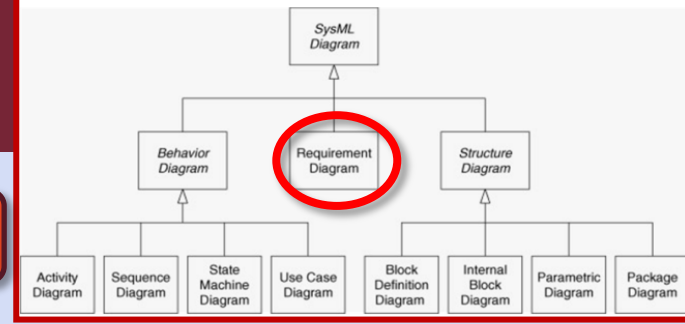 SysML
Diagram
Behavior
Diagram
Requirement
Diagram
Structure
Diagram
Activity
Diagram
Sequence
Diagram
State
Machine
Diagram
Use Case
Diagram
Block
Definition
Diagram
Internal
Block
Diagram
Parametric
Diagram
Package
Diagram